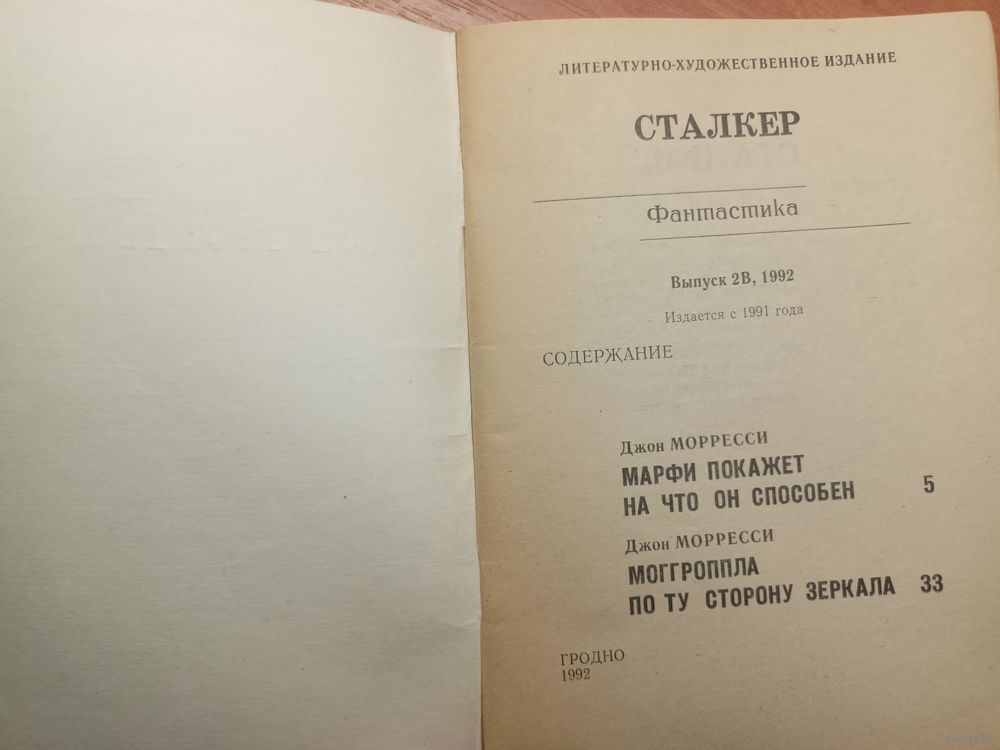 ЛИТЕРАТУРНО-ХУДОЖЕСТВЕННОЕ ИЗДАНИЕ
СТАЛКЕР
Фантастика
Выпуск 2В, 1992
Издается с 1991 года
СОДЕРЖАНИЕ
Джон МОРРЕССИ
МАРФИ ПОКАЖЕТ
НА ЧТО ОН СПОСОБЕН 5
Джон МОРРЕССИ
МОГГРОППЛА
ПО ТУ СТОРОНУ ЗЕРКАЛА 33
ГРОДНО
1992